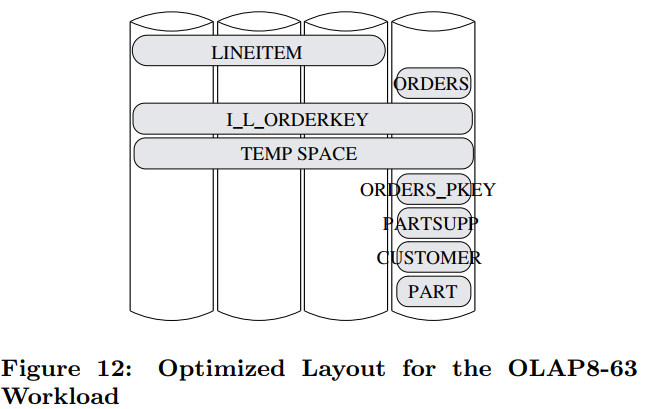 LINEITEM
ORDERS
I_L_ORDERKEY
TEMP SPACE
ORDERS_PKEY
PARTSUPP
CUSTOMER
PART
Figure 12: Optimized Layout for the OLAP8-63
Workload